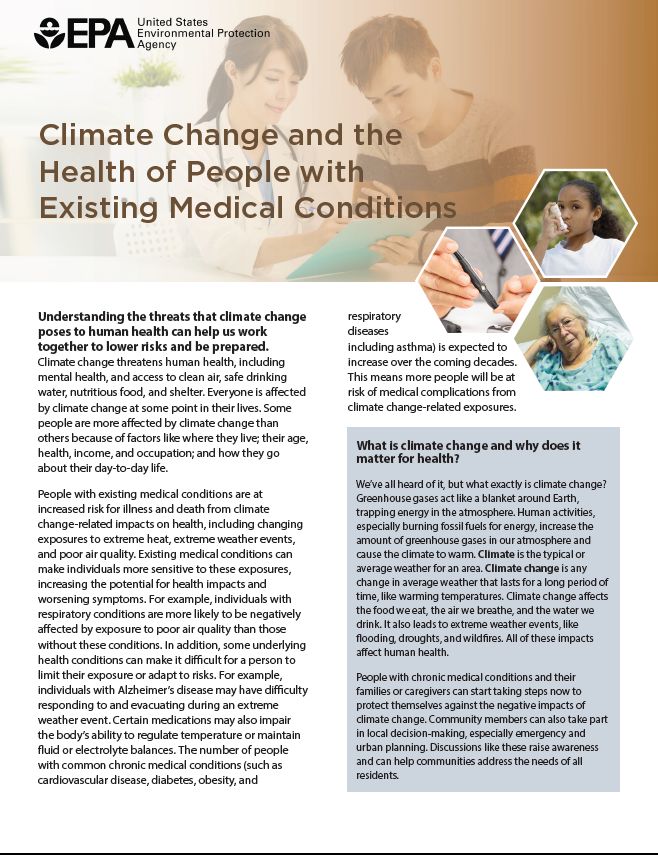 EPA
United States
Environmental Protection
Agency
Climate Change and the
Health of People with
Existing Medical Conditions
Understanding the threats that climate change
poses to human health can help us work
together to lower risks and be prepared.
Climate change threatens human health, including
mental health, and access to clean air, safe drinking
water, nutritious food, and shelter. Everyone is affected
by climate change at some point in their lives. Some
people are more affected by climate change than
others because of factors like where they live; their age,
health, income, and occupation; and how they go
about their day-to-day life.
People with existing medical conditions are at
increased risk for illness and death from climate
change-related impacts on health, including changing
exposures to extreme heat, extreme weather events,
and poor air quality. Existing medical conditions can
make individuals more sensitive to these exposures,
increasing the potential for health impacts and
worsening symptoms. For example, individuals with
respiratory conditions are more likely to be negatively
affected by exposure to poor air quality than those
without these conditions. In addition, some underlying
health conditions can make it difficult for a person to
limit their exposure or adapt to risks. For example,
individuals with Alzheimer's disease may have difficulty
responding to and evacuating during an extreme
weather event. Certain medications may also impair
the body's ability to regulate temperature or maintain
fluid or electrolyte balances. The number of people
with common chronic medical conditions (such as
cardiovascular disease, diabetes, obesity, and
respiratory
diseases
including asthma) is expected to
increase over the coming decades.
This means more people will be at
risk of medical complications from
climate change-related exposures.
What is climate change and why does it
matter for health?
We've all heard of it, but what exactly is climate change?
Greenhouse gases act like a blanket around Earth,
trapping energy in the atmosphere. Human activities,
especially burning fossil fuels for energy, increase the
amount of greenhouse gases in our atmosphere and
cause the climate to warm. Climate is the typical or
average weather for an area. Climate change is any
change in average weather that lasts for a long period of
time, like warming temperatures. Climate change affects
the food we eat, the air we breathe, and the water we
drink. It also leads to extreme weather events, like
flooding, droughts, and wildfires. All of these impacts
affect human health.
People with chronic medical conditions and their
families or caregivers can start taking steps now to
protect themselves against the negative impacts of
climate change. Community members can also take part
in local decision-making, especially emergency and
urban planning. Discussions like these raise awareness
and can help communities address the needs of all
residents.